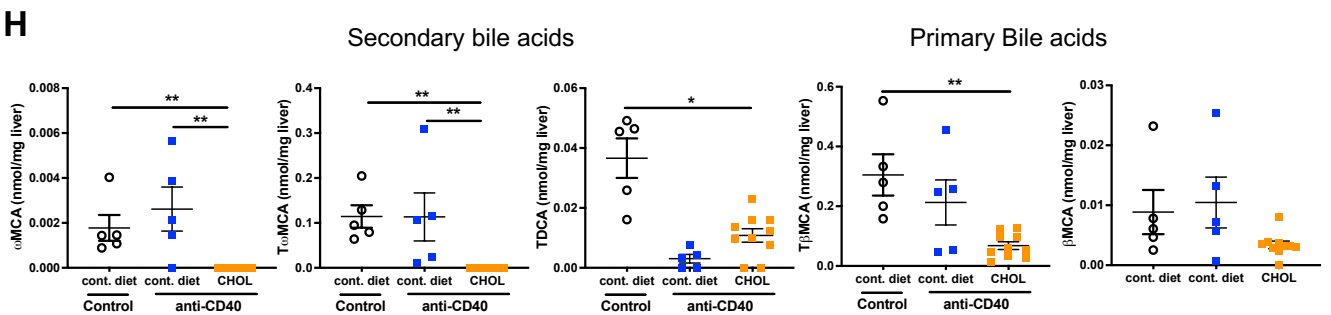 H
Secondary bile acids
Primary Bile acids
ωMCA (nmol/mg liver)
0.008
0.006
0.004
0.002
0.000
**
**
cont. diet cont. diet CHOL
Control anti-CD40
TωMCA (nmol/mg liver)
0.4
0.3
0.2
0.1
0.0
**
**
cont. diet cont. diet CHOL
Control anti-CD40
TDCA (nmol/mg liver)
0.06
0.04
0.02
0.00
*
cont. diet cont. diet CHOL
Control anti-CD40
TβMCA (nmol/mg liver)
0.6
0.4
0.2
0.0
**
cont. diet cont. diet CHOL
Control anti-CD40
βMCA (nmol/mg liver)
0.03
0.02
0.01
0.00
cont. diet cont. diet CHOL
Control anti-CD40